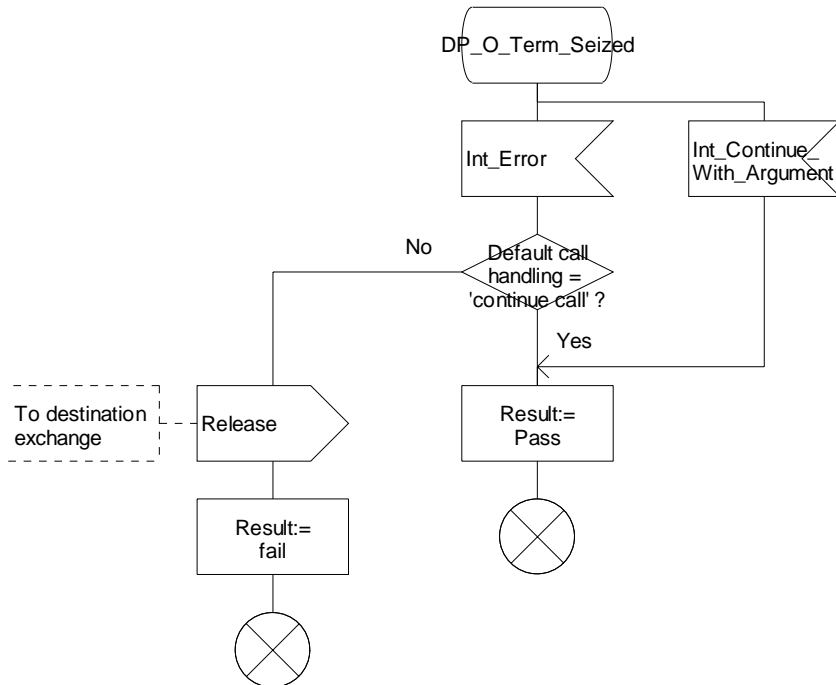 DP_O_Term_Seized
Int_Error
Int_Continue_
With_Argument
No
Default call
handling =
'continue call' ?
Yes
To destination
exchange
Release
Result:=
Pass
Result:=
fail